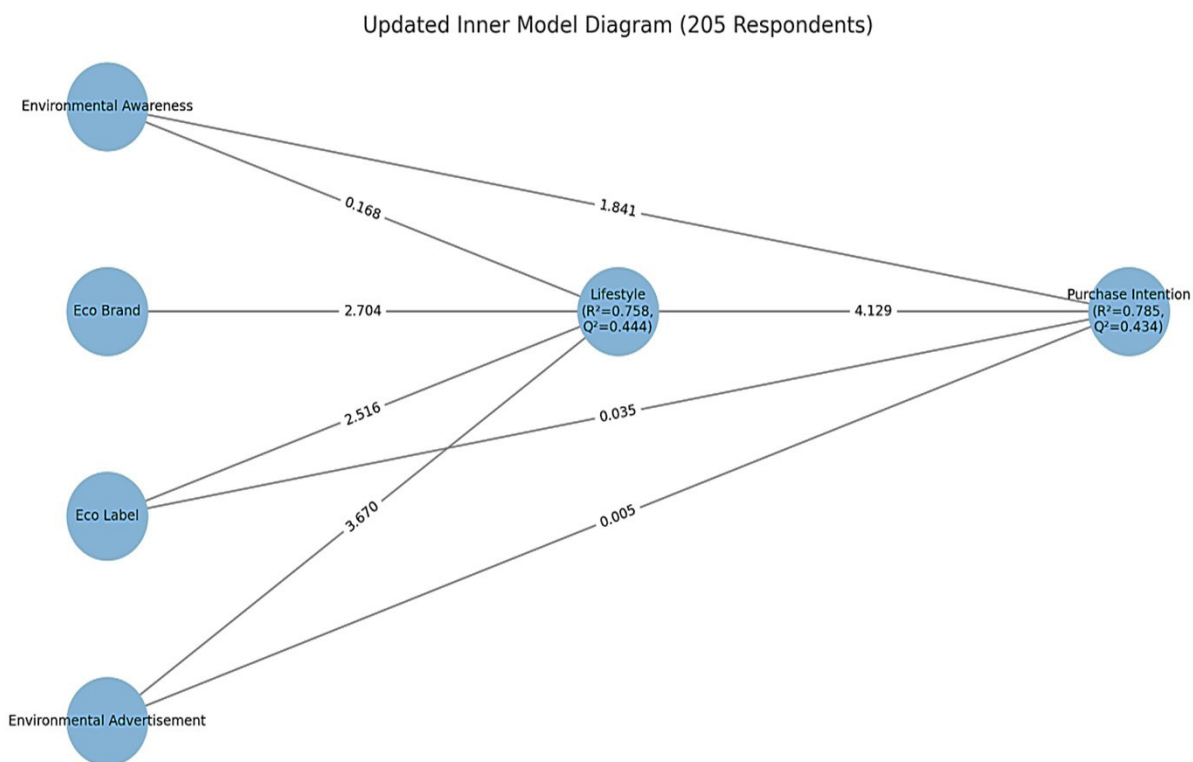 Updated Inner Model Diagram (205 Respondents)
Environmental Awareness
0.168
1.841
Eco Brand
2.704
Lifestyle
(R²=0.758,
Q²=0.444)
4.129
Purchase Intention
(R²=0.785,
Q²=0.434)
2.516
0.035
Eco Label
3.670
0.005
Environmental Advertisement